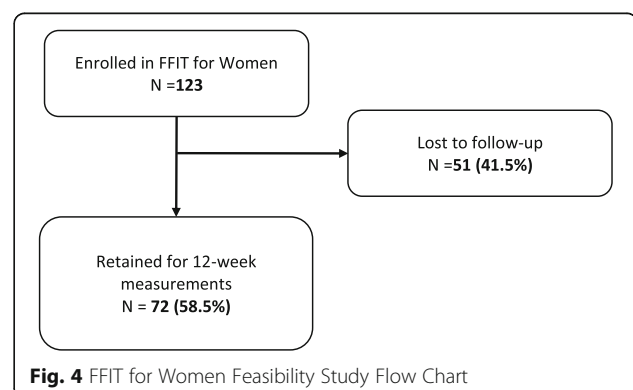 Enrolled in FFIT for Women
N =123
Lost to follow-up
N =51 (41.5%)
Retained for 12-week
measurements
N = 72 (58.5%)
Fig. 4 FFIT for Women Feasibility Study Flow Chart